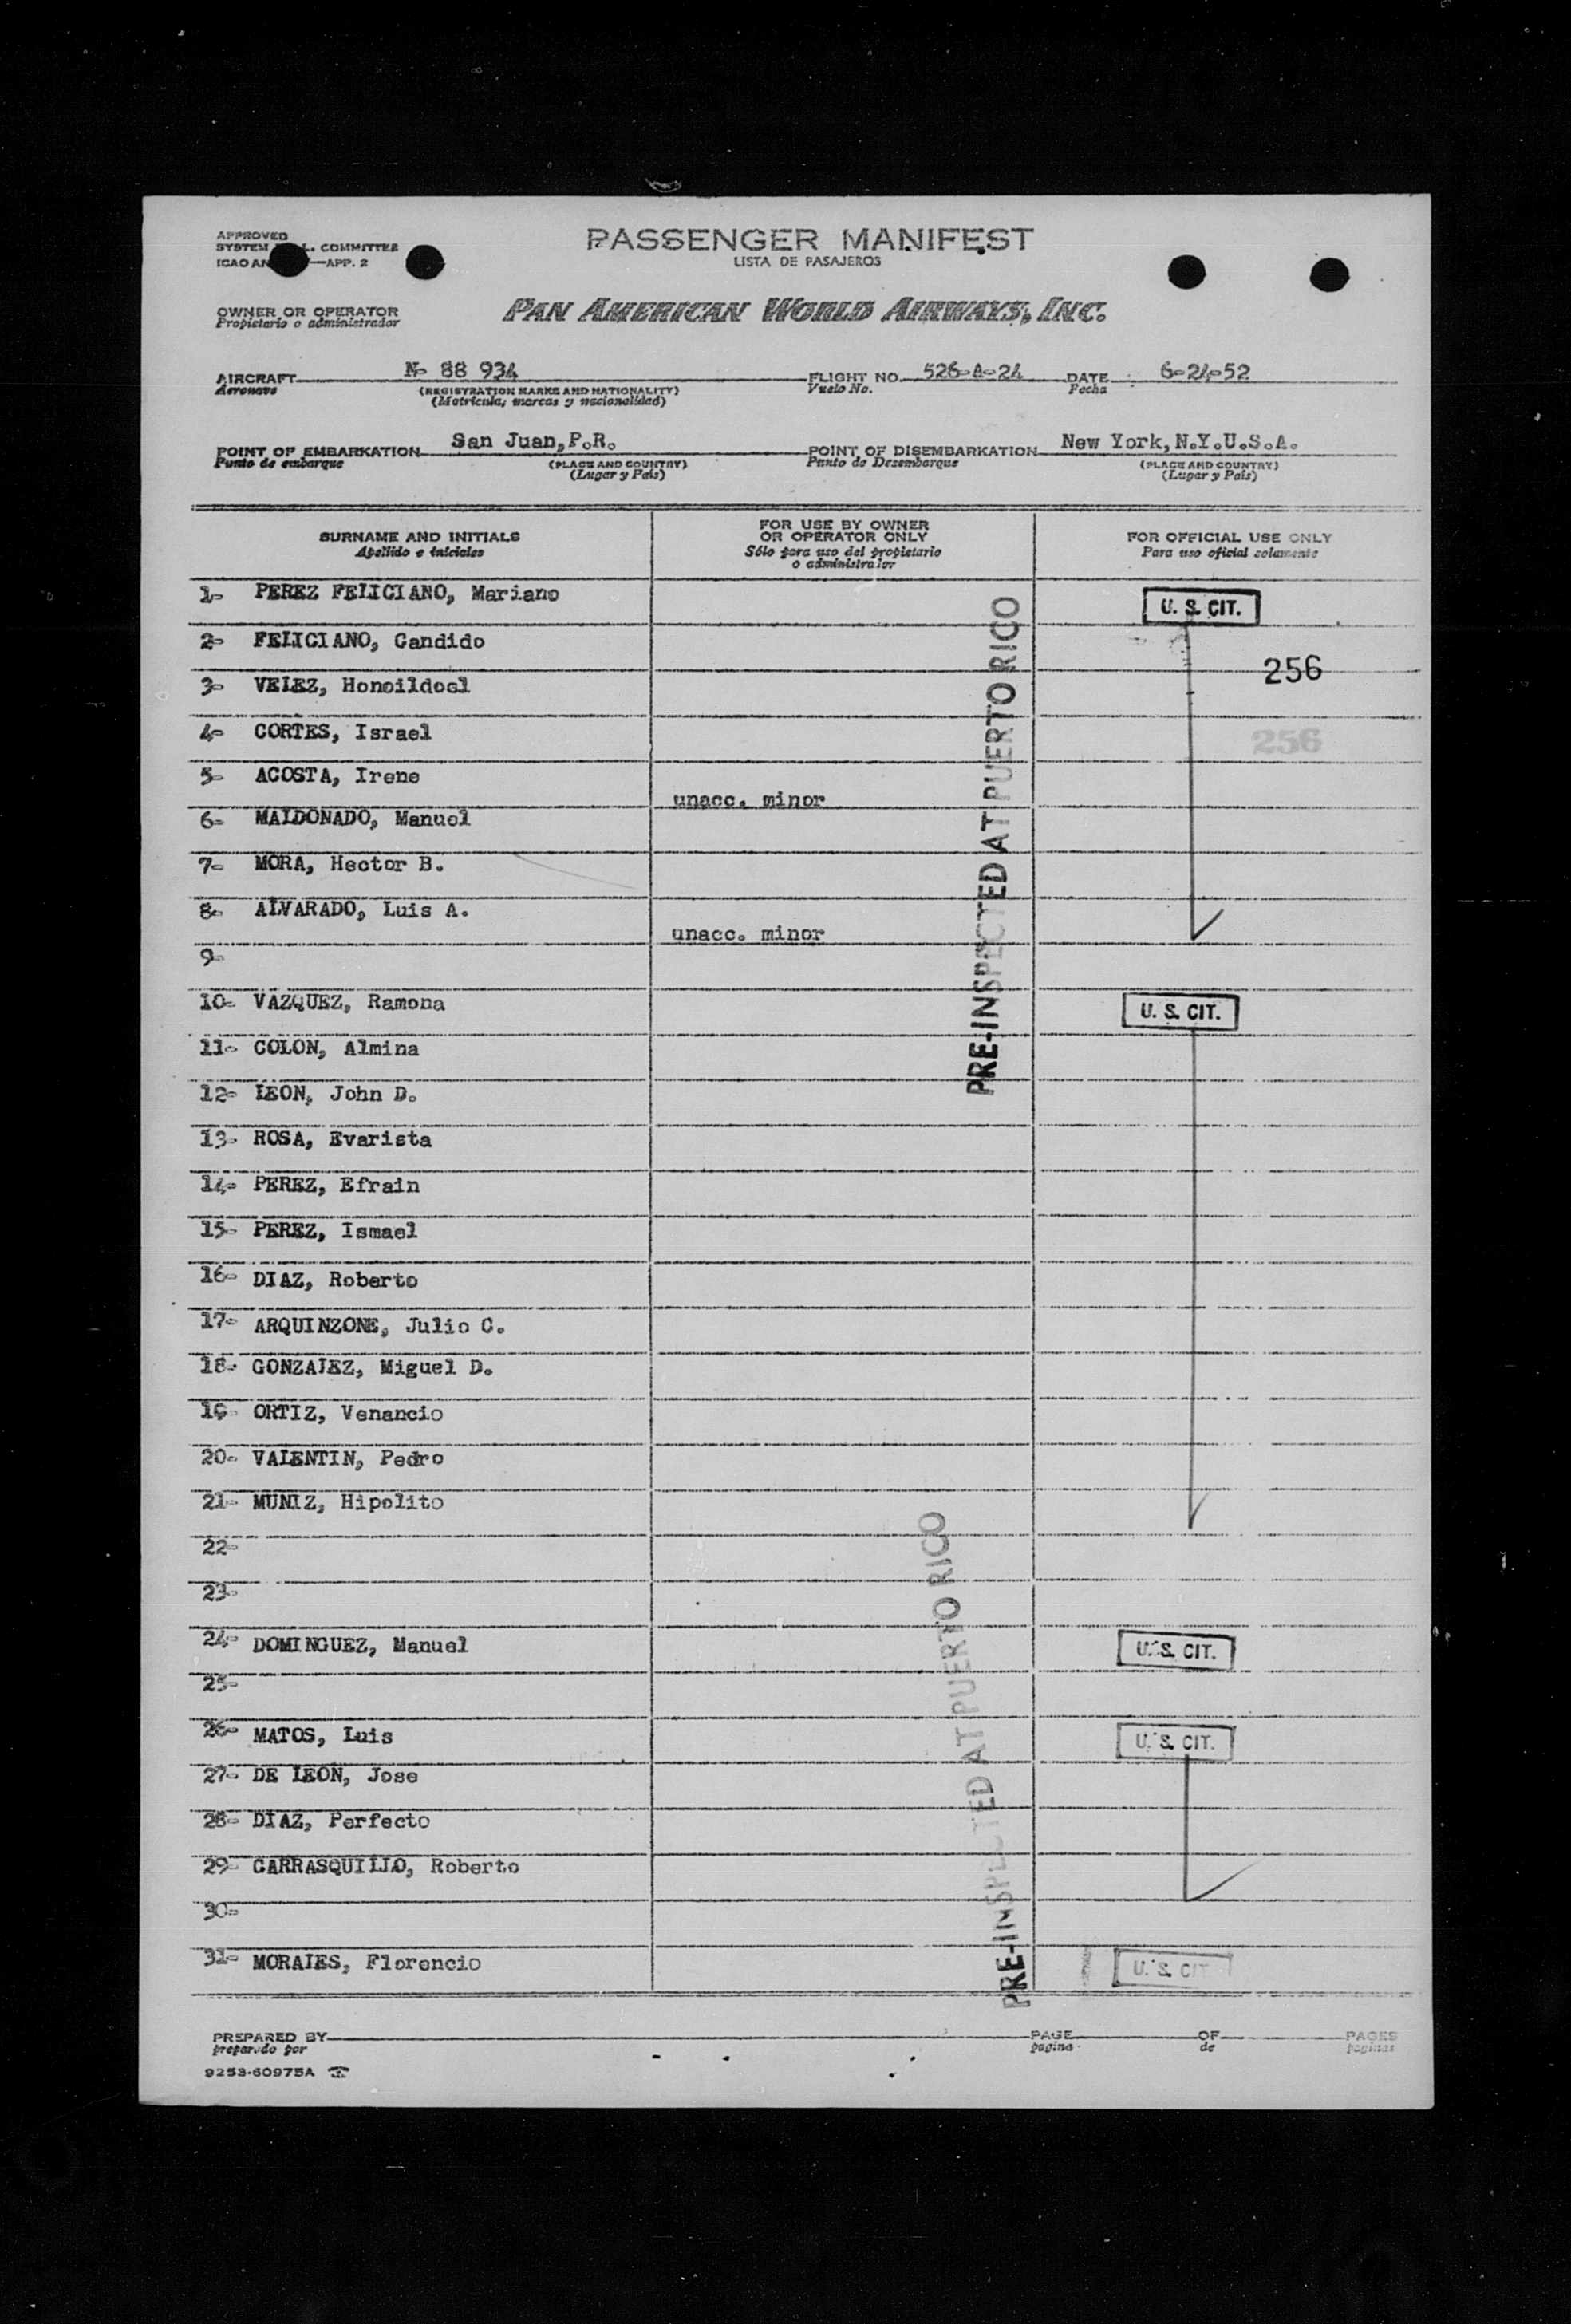 APPROVED
SYSTEM L. COMMITTEE
ICAO AN —APP. 2
PASSENGER MANIFEST
LISTA DE PASAJEROS
OWNER OR OPERATOR
Propietario o administrador
PAN AMERICAN WORLD AIRWAYS, INC.
AIRCRAFT N- 88 934 FLIGHT NO. 526-A-24 DATE 6-24-52
Aeronave (REGISTRATION MARKS AND NATIONALITY) Vuelo No. Fecha
(Matrícula, marcas y nacionalidad)
POINT OF EMBARKATION San Juan,P.R. POINT OF DISEMBARKATION New York,N.Y.U.S.A.
Punto de embarque (PLACE AND COUNTRY) Punto de Desembarque (PLACE AND COUNTRY)
(Lugar y País) (Lugar y País)
SURNAME AND INITIALS
Apellido e iniciales
FOR USE BY OWNER
OR OPERATOR ONLY
Sólo para uso del propietario
o administrador
FOR OFFICIAL USE ONLY
Para uso oficial solamente
1- PEREZ FELICIANO, Mariano U. S. CIT.
2- FELICIANO, Candido
256
3- VELEZ, Honoildoel
4- CORTES, Israel
256
5- ACOSTA, Irene
unacc. minor
6- MALDONADO, Manuel
7- MORA, Hector B.
8- ALVARADO, Luis A.
unacc. minor
9-
10- VAZQUEZ, Ramona U. S. CIT.
11- COLON, Almina
12- LEON, John D.
13- ROSA, Evarista
14- PEREZ, Efrain
15- PEREZ, Ismael
16- DIAZ, Roberto
17- ARQUINZONE, Julio C.
18- GONZALEZ, Miguel D.
19- ORTIZ, Venancio
20- VALENTIN, Pedro
21- MUNIZ, Hipolito
22-
23-
24- DOMINGUEZ, Manuel U. S. CIT.
25-
26- MATOS, Luis U. S. CIT.
27- DE LEON, Jose
28- DIAZ, Perfecto
29- CARRASQUILLO, Roberto
30-
31- MORALES, Florencio U. S. CIT
PRE-INSPECTED AT PUERTO RICO
PRE-INSPECTED AT PUERTO RICO
PREPARED BY PAGE OF PAGES
preparado por pagina de paginas
9253-60975A